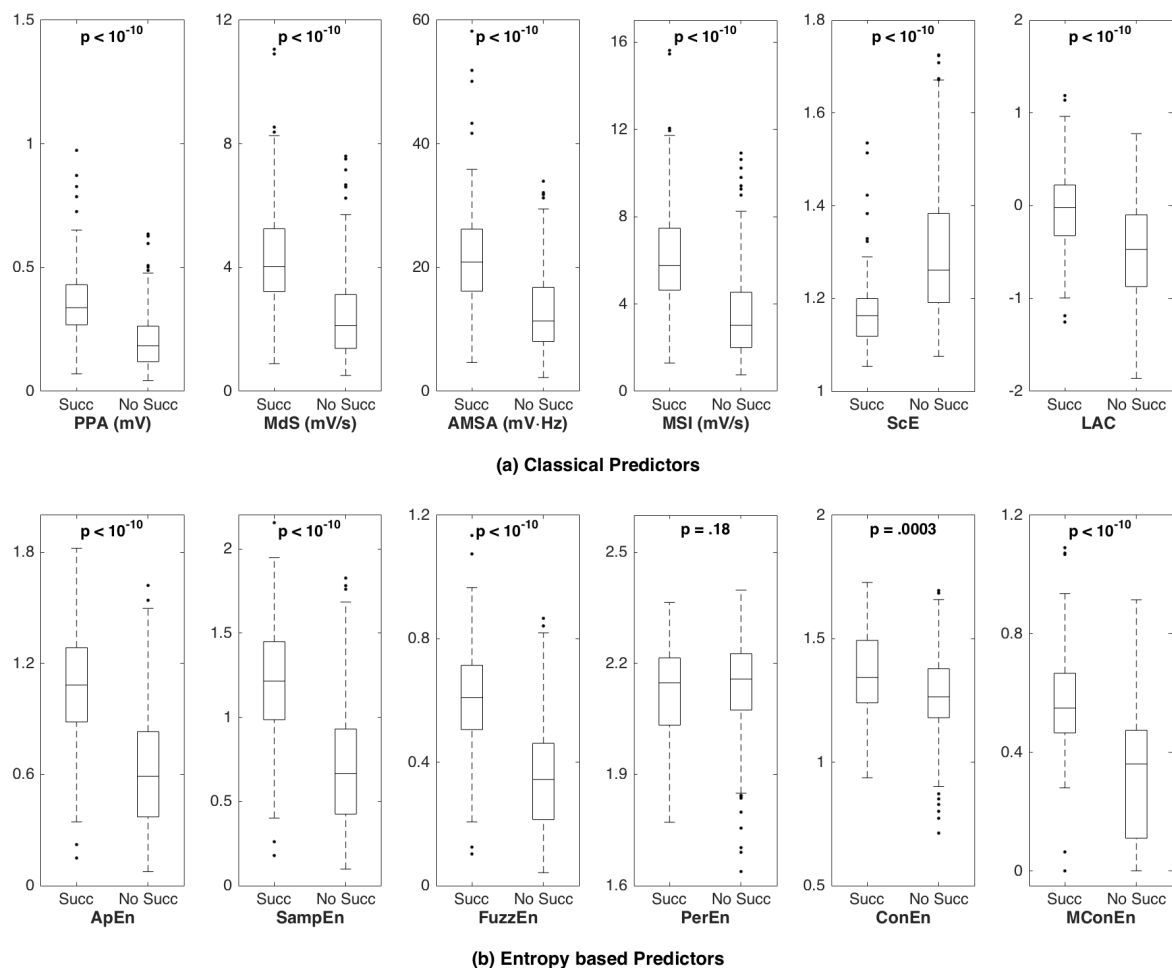 p < 10^-10 p < 10^-10 p < 10^-10 p < 10^-10 p < 10^-10 p < 10^-10
1.5 12 60 16 1.8 2
1 8 40 12 1.6 1
0.5 4 20 8 1.4 0
0 0 0 4 1.2 -1
0 1 -2
Succ No Succ Succ No Succ Succ No Succ Succ No Succ Succ No Succ Succ No Succ
PPA (mV) MdS (mV/s) AMSA (mV·Hz) MSI (mV/s) ScE LAC
(a) Classical Predictors
p < 10^-10 p < 10^-10 p < 10^-10 p = .18 p = .0003 p < 10^-10
1.8 2 1.2 2.5 2 1.2
1.2 1.5 0.8 2.2 1.5 0.8
0.6 1 0.4 1.9 1 0.4
0 0.5 0 1.6 0.5 0
0
Succ No Succ Succ No Succ Succ No Succ Succ No Succ Succ No Succ Succ No Succ
ApEn SampEn FuzzEn PerEn ConEn MConEn
(b) Entropy based Predictors